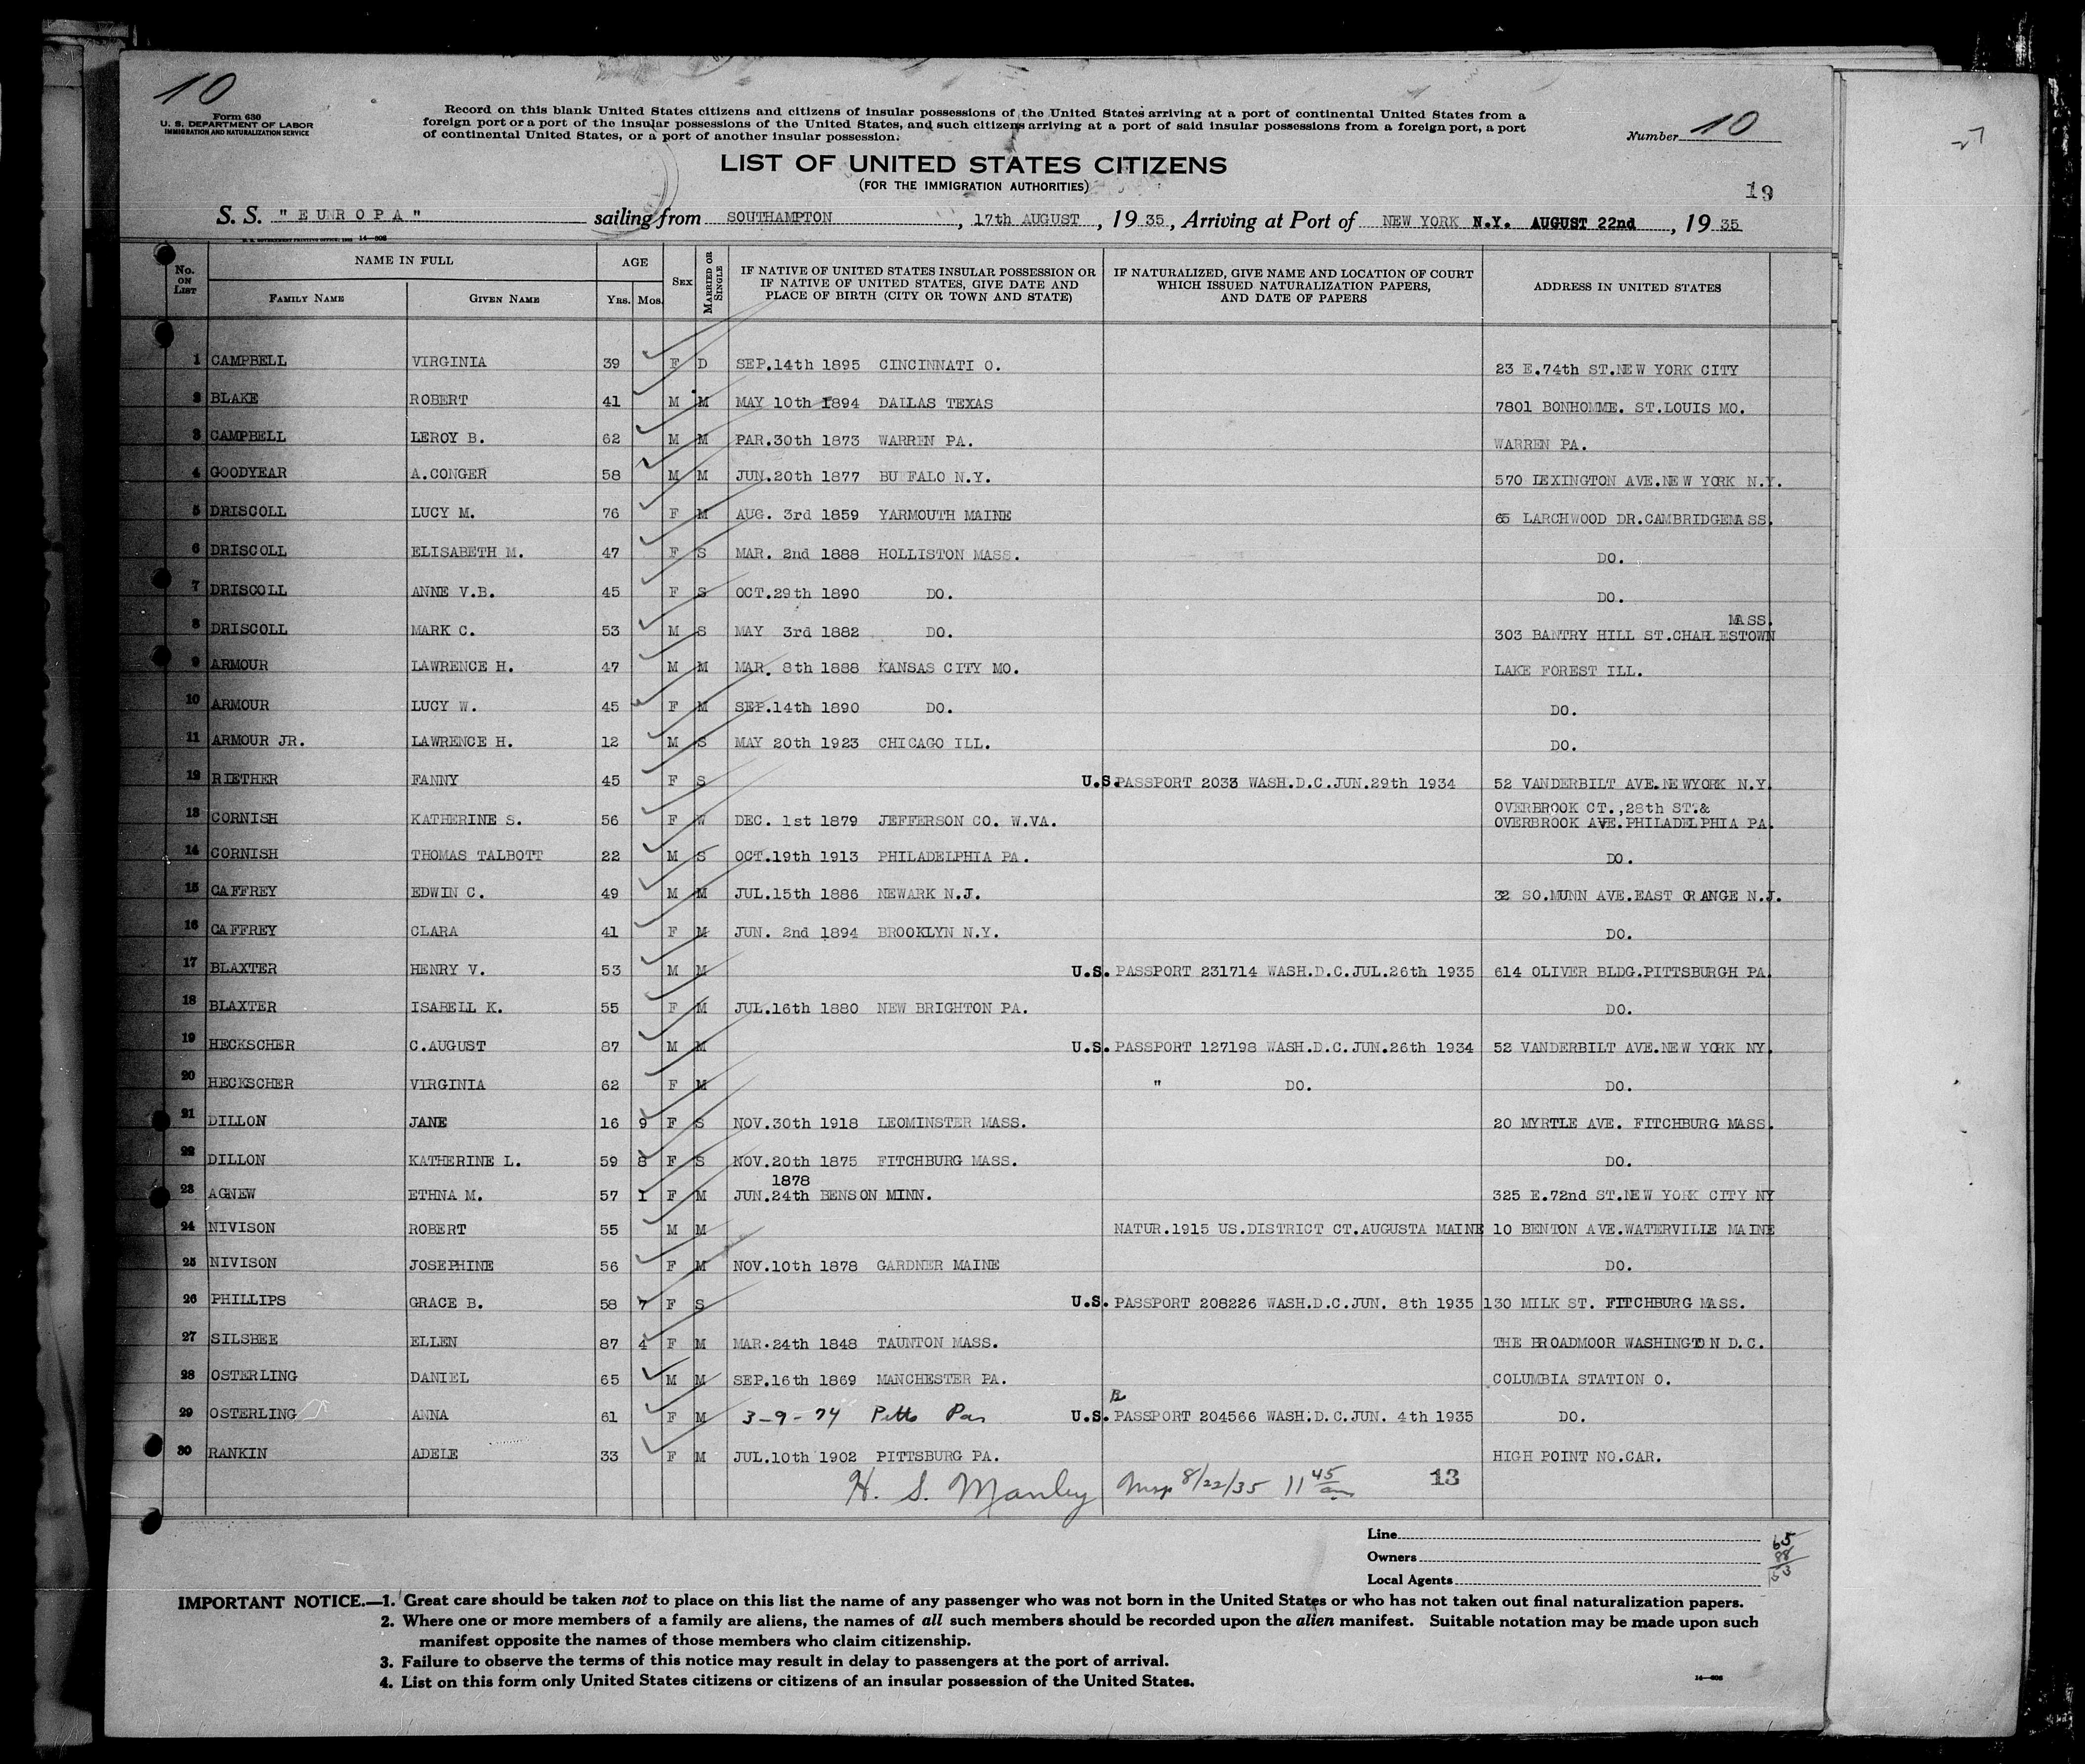 10
Form 630
U. S. DEPARTMENT OF LABOR
IMMIGRATION AND NATURALIZATION SERVICE
Record on this blank United States citizens and citizens of insular possessions of the United States arriving at a port of continental United States from a
foreign port or a port of the insular possessions of the United States, and such citizens arriving at a port of said insular possessions from a foreign port, a port
of continental United States, or a port of another insular possession.
Number 10
LIST OF UNITED STATES CITIZENS
(FOR THE IMMIGRATION AUTHORITIES)
19
S. S. " E U R O P A " sailing from SOUTHAMPTON , 17th AUGUST , 19 35 , Arriving at Port of NEW YORK N.Y. AUGUST 22nd , 19 35
No. ON LIST NAME IN FULL AGE SEX MARRIED OR SINGLE IF NATIVE OF UNITED STATES INSULAR POSSESSION OR IF NATIVE OF UNITED STATES, GIVE DATE AND PLACE OF BIRTH (CITY OR TOWN AND STATE) IF NATURALIZED, GIVE NAME AND LOCATION OF COURT WHICH ISSUED NATURALIZATION PAPERS, AND DATE OF PAPERS ADDRESS IN UNITED STATES
FAMILY NAME GIVEN NAME YRS. MOS.
1 CAMPBELL VIRGINIA 39 F D SEP.14th 1895 CINCINNATI O. 23 E.74th ST.NEW YORK CITY
2 BLAKE ROBERT 41 M M MAY 10th 1894 DALLAS TEXAS 7801 BONHOMME. ST.LOUIS MO.
3 CAMPBELL LEROY B. 62 M M PAR.30th 1873 WARREN PA. WARREN PA.
4 GOODYEAR A.CONGER 58 M M JUN.20th 1877 BUFFALO N.Y. 570 LEXINGTON AVE.NEW YORK N.Y.
5 DRISCOLL LUCY M. 76 F M AUG. 3rd 1859 YARMOUTH MAINE 65 LARCHWOOD DR.CAMBRIDGEMASS.
6 DRISCOLL ELISABETH M. 47 F S MAR. 2nd 1888 HOLLISTON MASS. DO.
7 DRISCOLL ANNE V.B. 45 F S OCT.29th 1890 DO. DO.
MASS.
8 DRISCOLL MARK C. 53 M S MAY 3rd 1882 DO. 303 BANTRY HILL ST.CHARLESTOWN
9 ARMOUR LAWRENCE H. 47 M M MAR. 8th 1888 KANSAS CITY MO. LAKE FOREST ILL.
10 ARMOUR LUCY W. 45 F M SEP.14th 1890 DO. DO.
11 ARMOUR JR. LAWRENCE H. 12 M S MAY 20th 1923 CHICAGO ILL. DO.
12 RIETHER FANNY 45 F S U.S.PASSPORT 2033 WASH.D.C.JUN.29th 1934 52 VANDERBILT AVE.NEWYORK N.Y.
OVERBROOK CT.,28th ST.&
13 CORNISH KATHERINE S. 56 F W DEC. 1st 1879 JEFFERSON CO. W.VA. OVERBROOK AVE.PHILADELPHIA PA.
14 CORNISH THOMAS TALBOTT 22 M S OCT.19th 1913 PHILADELPHIA PA. DO.
15 CAFFREY EDWIN C. 49 M M JUL.15th 1886 NEWARK N.J. 32 SO.MUNN AVE.EAST ORANGE N.J.
16 CAFFREY CLARA 41 F M JUN. 2nd 1894 BROOKLYN N.Y. DO.
17 BLAXTER HENRY V. 53 M M U.S. PASSPORT 231714 WASH.D.C.JUL.26th 1935 614 OLIVER BLDG.PITTSBURGH PA.
18 BLAXTER ISABELL K. 55 F M JUL.16th 1880 NEW BRIGHTON PA. DO.
19 HECKSCHER C.AUGUST 87 M M U.S. PASSPORT 127198 WASH.D.C.JUN.26th 1934 52 VANDERBILT AVE.NEW YORK NY.
20 HECKSCHER VIRGINIA 62 F M " DO. DO.
21 DILLON JANE 16 9 F S NOV.30th 1918 LEOMINSTER MASS. 20 MYRTLE AVE. FITCHBURG MASS.
22 DILLON KATHERINE L. 59 8 F S NOV.20th 1875 FITCHBURG MASS. DO.
1878
23 AGNEW ETHNA M. 57 1 F M JUN.24th BENSON MINN. 325 E.72nd ST.NEW YORK CITY NY
24 NIVISON ROBERT 55 M M NATUR.1915 US.DISTRICT CT.AUGUSTA MAINE 10 BENTON AVE.WATERVILLE MAINE
25 NIVISON JOSEPHINE 56 F M NOV.10th 1878 GARDNER MAINE DO.
26 PHILLIPS GRACE B. 58 7 F S U.S. PASSPORT 208226 WASH.D.C.JUN. 8th 1935 130 MILK ST. FITCHBURG MASS.
27 SILSBEE ELLEN 87 4 F M MAR.24th 1848 TAUNTON MASS. THE BROADMOOR WASHINGTON D.C.
28 OSTERLING DANIEL 65 M M SEP.16th 1869 MANCHESTER PA. COLUMBIA STATION O.
29 OSTERLING ANNA 61 F M 3-9-74 Pitts Pa U.S. PASSPORT 204566 WASH.D.C.JUN. 4th 1935 DO.
30 RANKIN ADELE 33 F M JUL.10th 1902 PITTSBURG PA. HIGH POINT NO.CAR.
H. S. Manley 8/22/35 11 45 am 13
Line
Owners
Local Agents
65
88
IMPORTANT NOTICE.—1. Great care should be taken not to place on this list the name of any passenger who was not born in the United States or who has not taken out final naturalization papers.
2. Where one or more members of a family are aliens, the names of all such members should be recorded upon the alien manifest. Suitable notation may be made upon such
manifest opposite the names of those members who claim citizenship.
3. Failure to observe the terms of this notice may result in delay to passengers at the port of arrival.
4. List on this form only United States citizens or citizens of an insular possession of the United States.